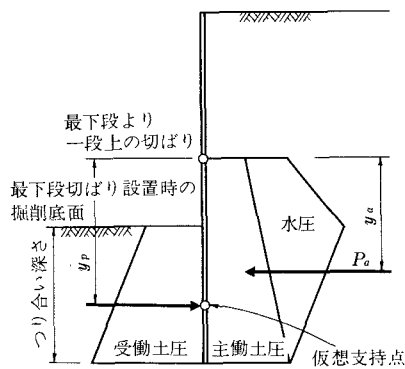 最下段より
一段上の切ばり
最下段切ばり設置時の
掘削底面
つり合い深さ
y_p
y_a
水圧
P_a
受働土圧
主働土圧
仮想支持点